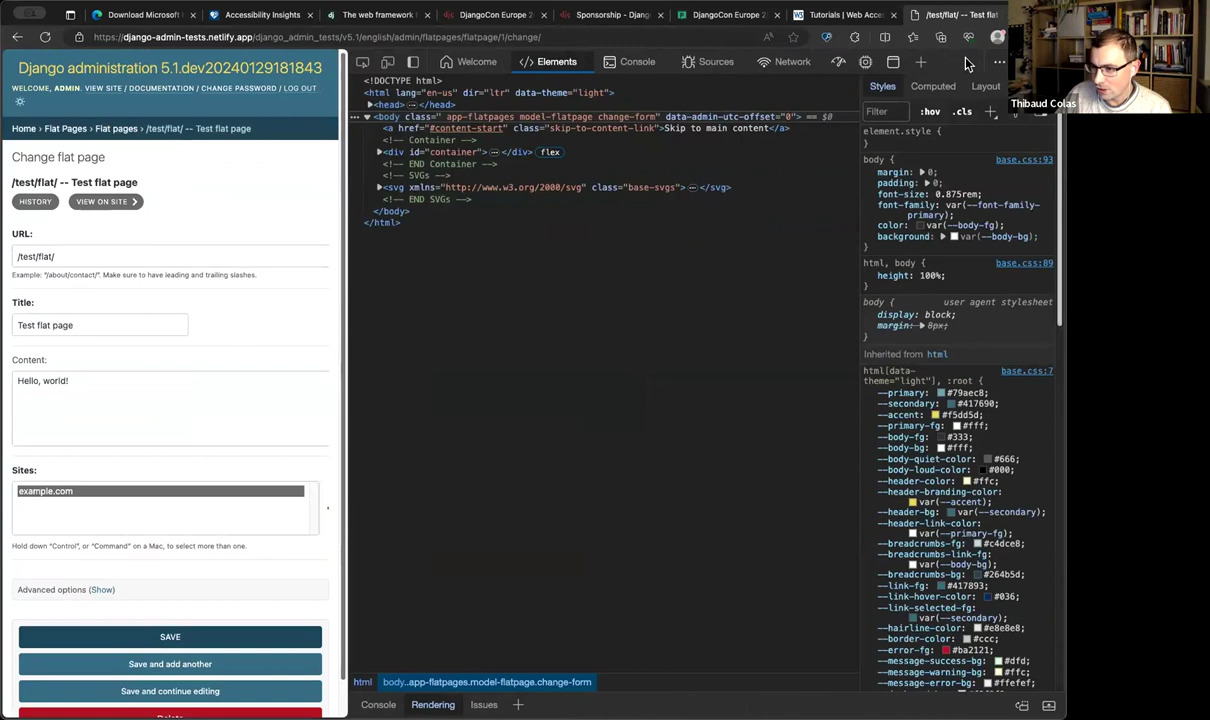 Download Microsoft
Accessibility Insights
The web framework
DjangoCon Europe 2
Sponsorship - Djang
DjangoCon Europe 2
Tutorials | Web Acce
/test/flat/ -- Test flat
https://django-admin-tests.netlify.app/django_admin_tests/v5.1/english/admin/flatpages/flatpage/1/change/
Thibaud Colas
Django administration 5.1.dev20240129181843
WELCOME, ADMIN. VIEW SITE / DOCUMENTATION / CHANGE PASSWORD / LOG OUT
Home › Flat Pages › Flat pages › /test/flat/ -- Test flat page
Change flat page
/test/flat/ -- Test flat page
HISTORY
VIEW ON SITE
URL:
/test/flat/
Example: "/about/contact/". Make sure to have leading and trailing slashes.
Title:
Test flat page
Content:
Hello, world!
Sites:
example.com
Hold down "Control", or "Command" on a Mac, to select more than one.
Advanced options (Show)
SAVE
Save and add another
Save and continue editing
Welcome
Elements
Console
Sources
Network
<!DOCTYPE html>
<html lang="en-us" dir="ltr" data-theme="light">
<head> ⋯ </head>
<body class=" app-flatpages model-flatpage change-form" data-admin-utc-offset="0"> == $0
<a href="#content-start" class="skip-to-content-link">Skip to main content</a>
<!-- Container -->
<div id="container"> ⋯ </div> flex
<!-- END Container -->
<!-- SVGs -->
<svg xmlns="http://www.w3.org/2000/svg" class="base-svgs"> ⋯ </svg>
<!-- END SVGs -->
</body>
</html>
html
body..app-flatpages.model-flatpage.change-form
Console
Rendering
Issues
Styles
Computed
Layout
Filter
:hov
.cls
element.style {
}
body { base.css:93
margin: 0;
padding: 0;
font-size: 0.875rem;
font-family: var(--font-family-
primary);
color: var(--body-fg);
background: var(--body-bg);
}
html, body { base.css:89
height: 100%;
}
body { user agent stylesheet
display: block;
margin: 8px;
}
Inherited from html
html[data- base.css:7
theme="light"], :root {
--primary: #79aec8;
--secondary: #417690;
--accent: #f5dd5d;
--primary-fg: #fff;
--body-fg: #333;
--body-bg: #fff;
--body-quiet-color: #666;
--body-loud-color: #000;
--header-color: #ffc;
--header-branding-color:
var(--accent);
--header-bg: var(--secondary);
--header-link-color:
var(--primary-fg);
--breadcrumbs-fg: #c4dce8;
--breadcrumbs-link-fg:
var(--body-bg);
--breadcrumbs-bg: #264b5d;
--link-fg: #417893;
--link-hover-color: #036;
--link-selected-fg:
var(--secondary);
--hairline-color: #e8e8e8;
--border-color: #ccc;
--error-fg: #ba2121;
--message-success-bg: #dfd;
--message-warning-bg: #ffc;
--message-error-bg: #ffefef;